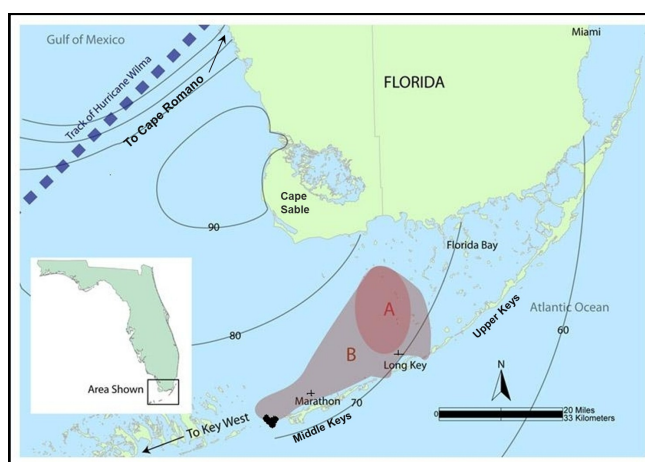 Gulf of Mexico
Miami
Track of Hurricane Wilma
To Cape Romano
FLORIDA
Cape
Sable
90
Florida Bay
A
Atlantic Ocean
Upper Keys
80
60
B
Long Key
N
Area Shown
Marathon
70
0
20 Miles
33 Kilometers
To Key West
Middle Keys